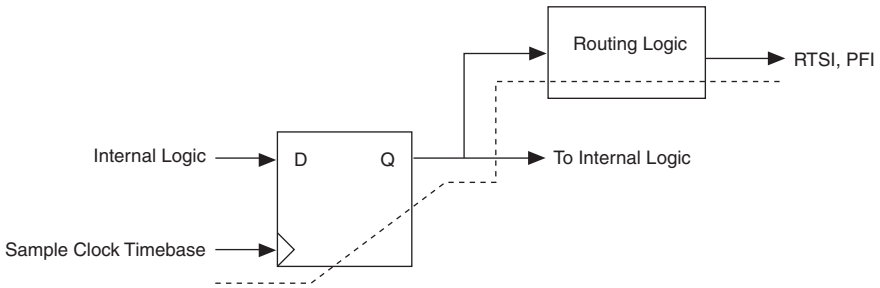 Routing Logic
RTSI, PFI
Internal Logic
D
Q
To Internal Logic
Sample Clock Timebase